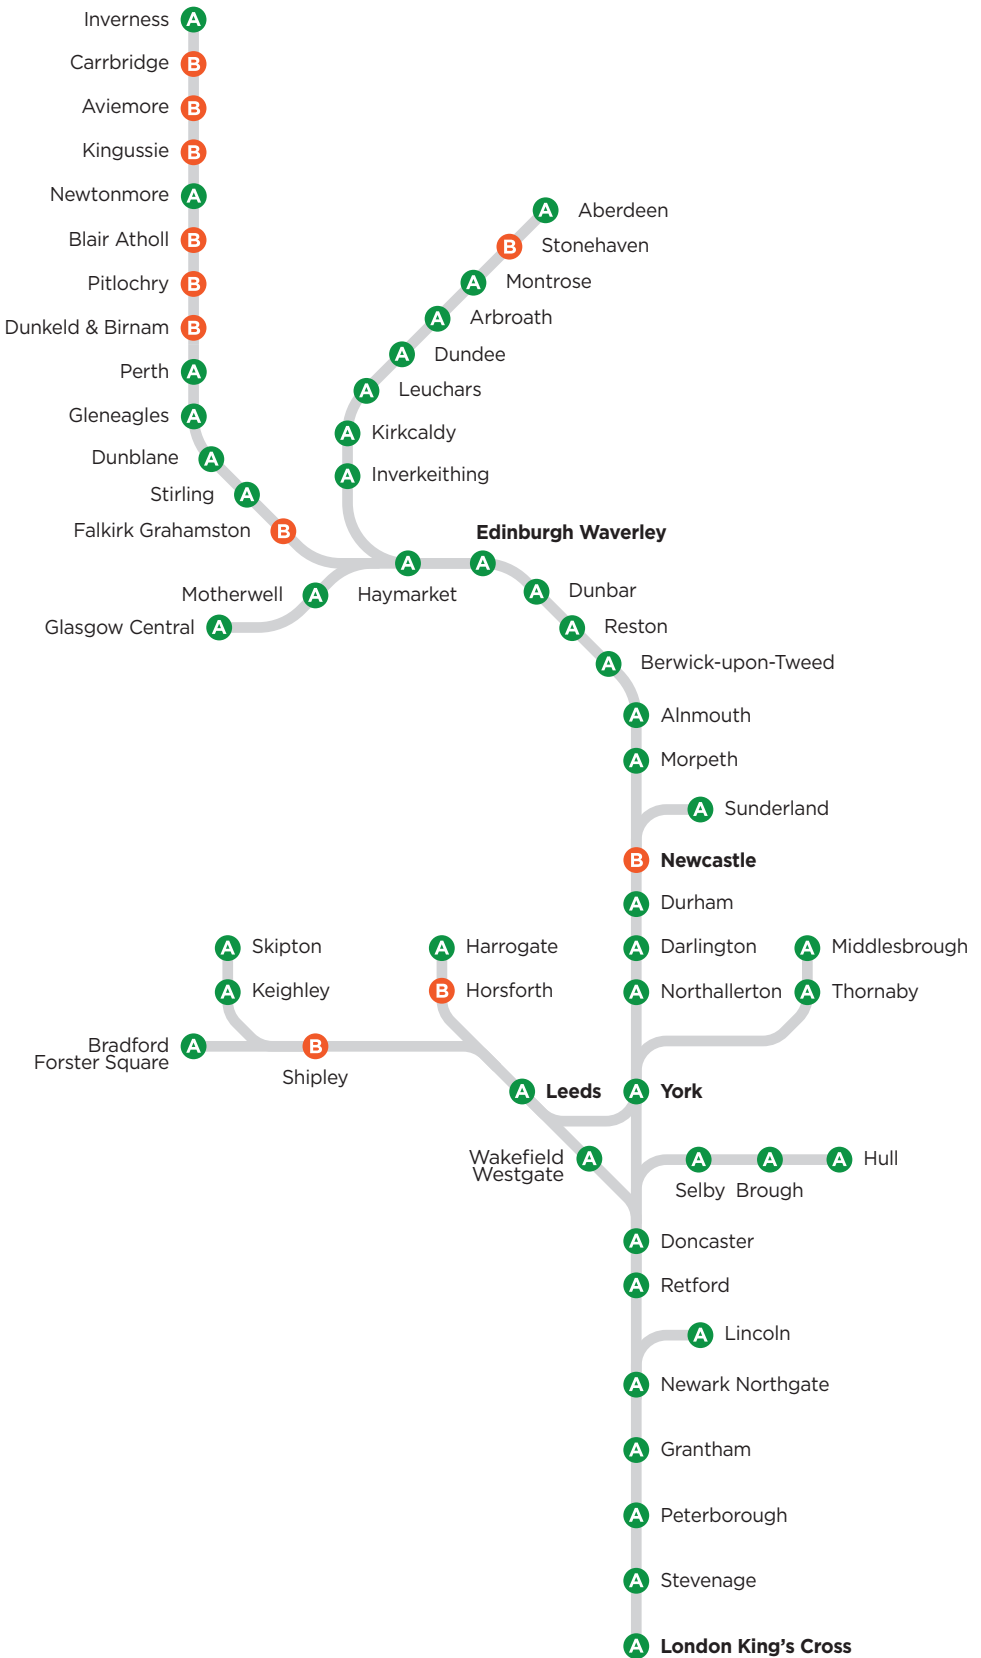 Inverness A
Carrbridge B
Aviemore B
Kingussie B
Newtonmore A
Blair Atholl B
Pitlochry B
Dunkeld & Birnam B
Perth A
Gleneagles A
Dunblane A
Stirling A
Falkirk Grahamston B
Motherwell A
Glasgow Central A
A Aberdeen
B Stonehaven
A Montrose
A Arbroath
A Dundee
A Leuchars
A Kirkcaldy
A Inverkeithing
A Haymarket
Edinburgh Waverley
A
A Dunbar
A Reston
A Berwick-upon-Tweed
A Alnmouth
A Morpeth
A Sunderland
B Newcastle
A Durham
A Skipton
A Harrogate
A Darlington
A Middlesbrough
A Keighley
B Horsforth
A Northallerton
A Thornaby
Bradford
Forster Square
A
B
Shipley
A Leeds
A York
Wakefield
Westgate
A
A A A Hull
Selby Brough
A Doncaster
A Retford
A Lincoln
A Newark Northgate
A Grantham
A Peterborough
A Stevenage
A London King’s Cross